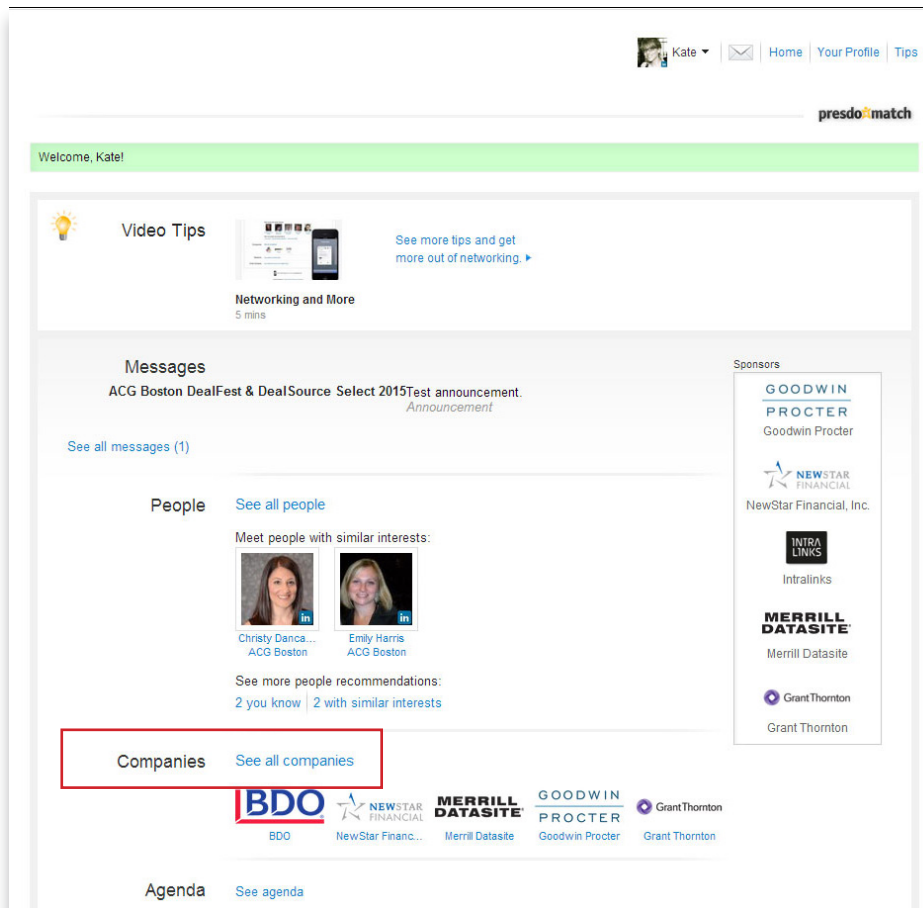 Kate
Home
Your Profile
Tips
presdo match
Welcome, Kate!
Video Tips
See more tips and get
more out of networking.
Networking and More
5 mins
Messages
ACG Boston DealFest & DealSource Select 2015 Test announcement.
Announcement
See all messages (1)
Sponsors
GOODWIN
PROCTER
Goodwin Procter
NEWSTAR
FINANCIAL
NewStar Financial, Inc.
INTRA
LINKS
Intralinks
MERRILL
DATASITE
Merrill Datasite
GrantThornton
Grant Thornton
People
See all people
Meet people with similar interests:
in
in
Christy Danca...
ACG Boston
Emily Harris
ACG Boston
See more people recommendations:
2 you know
2 with similar interests
Companies
See all companies
BDO
NEWSTAR
FINANCIAL
MERRILL
DATASITE
GOODWIN
PROCTER
GrantThornton
BDO
NewStar Financ...
Merrill Datasite
Goodwin Procter
Grant Thornton
Agenda
See agenda